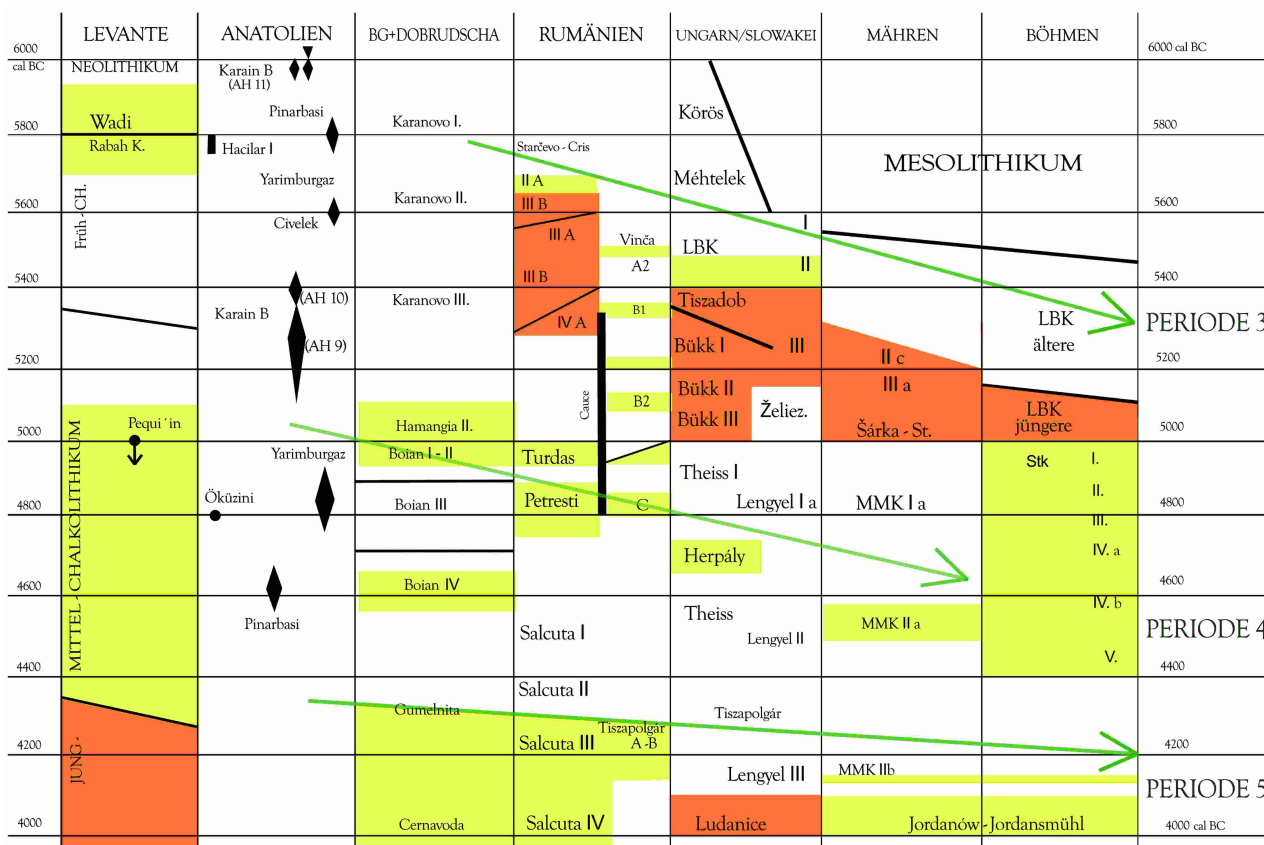 LEVANTE
ANATOLIEN
BG+DOBRUDSCHA
RUMÄNIEN
UNGARN/SLOWAKEI
MÄHREN
BÖHMEN
6000
cal BC
5800
5600
5400
5200
5000
4800
4600
4400
4200
4000
NEOLITHIKUM
Wadi
Rabah K.
Früh - CH.
Pequi´in
MITTEL - CHALKOLITHIKUM
JUNG -
Karain B
(AH 11)
Pinarbasi
Hacilar I
Yarimburgaz
Civelek
(AH 10)
Karain B
(AH 9)
Yarimburgaz
Öküzini
Pinarbasi
Karanovo I.
Karanovo II.
Karanovo III.
Hamangia II.
Boian I - II
Boian III
Boian IV
Gumelnita
Cernavoda
Starčevo - Cris
II A
III B
III A
III B
IV A
Vinča
A2
B1
B2
Cauce
Turdas
Petresti
C
Salcuta I
Salcuta II
Salcuta III
Tiszapolgár
A -B
Salcuta IV
Körös
Méhtelek
I
LBK
II
Tiszadob
Bükk I
III
Bükk II
Bükk III
Želiez.
Theiss I
Lengyel I a
Herpály
Theiss
Lengyel II
Tiszapolgár
Lengyel III
Ludanice
MESOLITHIKUM
II c
III a
Šárka - St.
MMK I a
MMK II a
MMK IIb
Jordanów - Jordansmühl
LBK
ältere
LBK
jüngere
Stk
I.
II.
III.
IV. a
IV. b
V.
6000 cal BC
5800
5600
5400
PERIODE 3
5200
5000
4800
4600
PERIODE 4
4400
4200
PERIODE 5
4000 cal BC